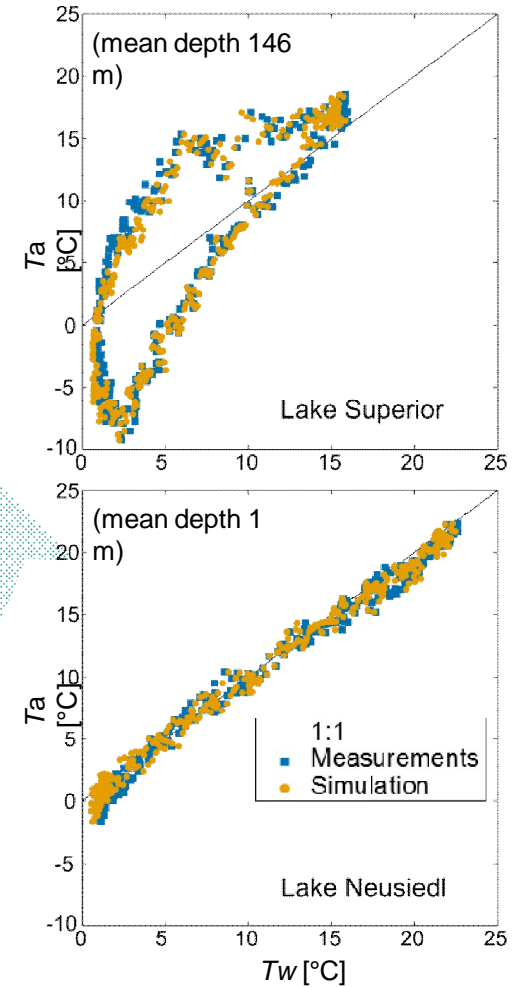 25
(mean depth 146
m)
20
15
10
Ta
[°C]
5
0
-5
Lake Superior
-10
0 5 10 15 20 25
25
(mean depth 1
m)
20
15
10
Ta
[°C]
5
1:1
Measurements
Simulation
0
-5
Lake Neusiedl
-10
0 5 10 15 20 25
Tw [°C]